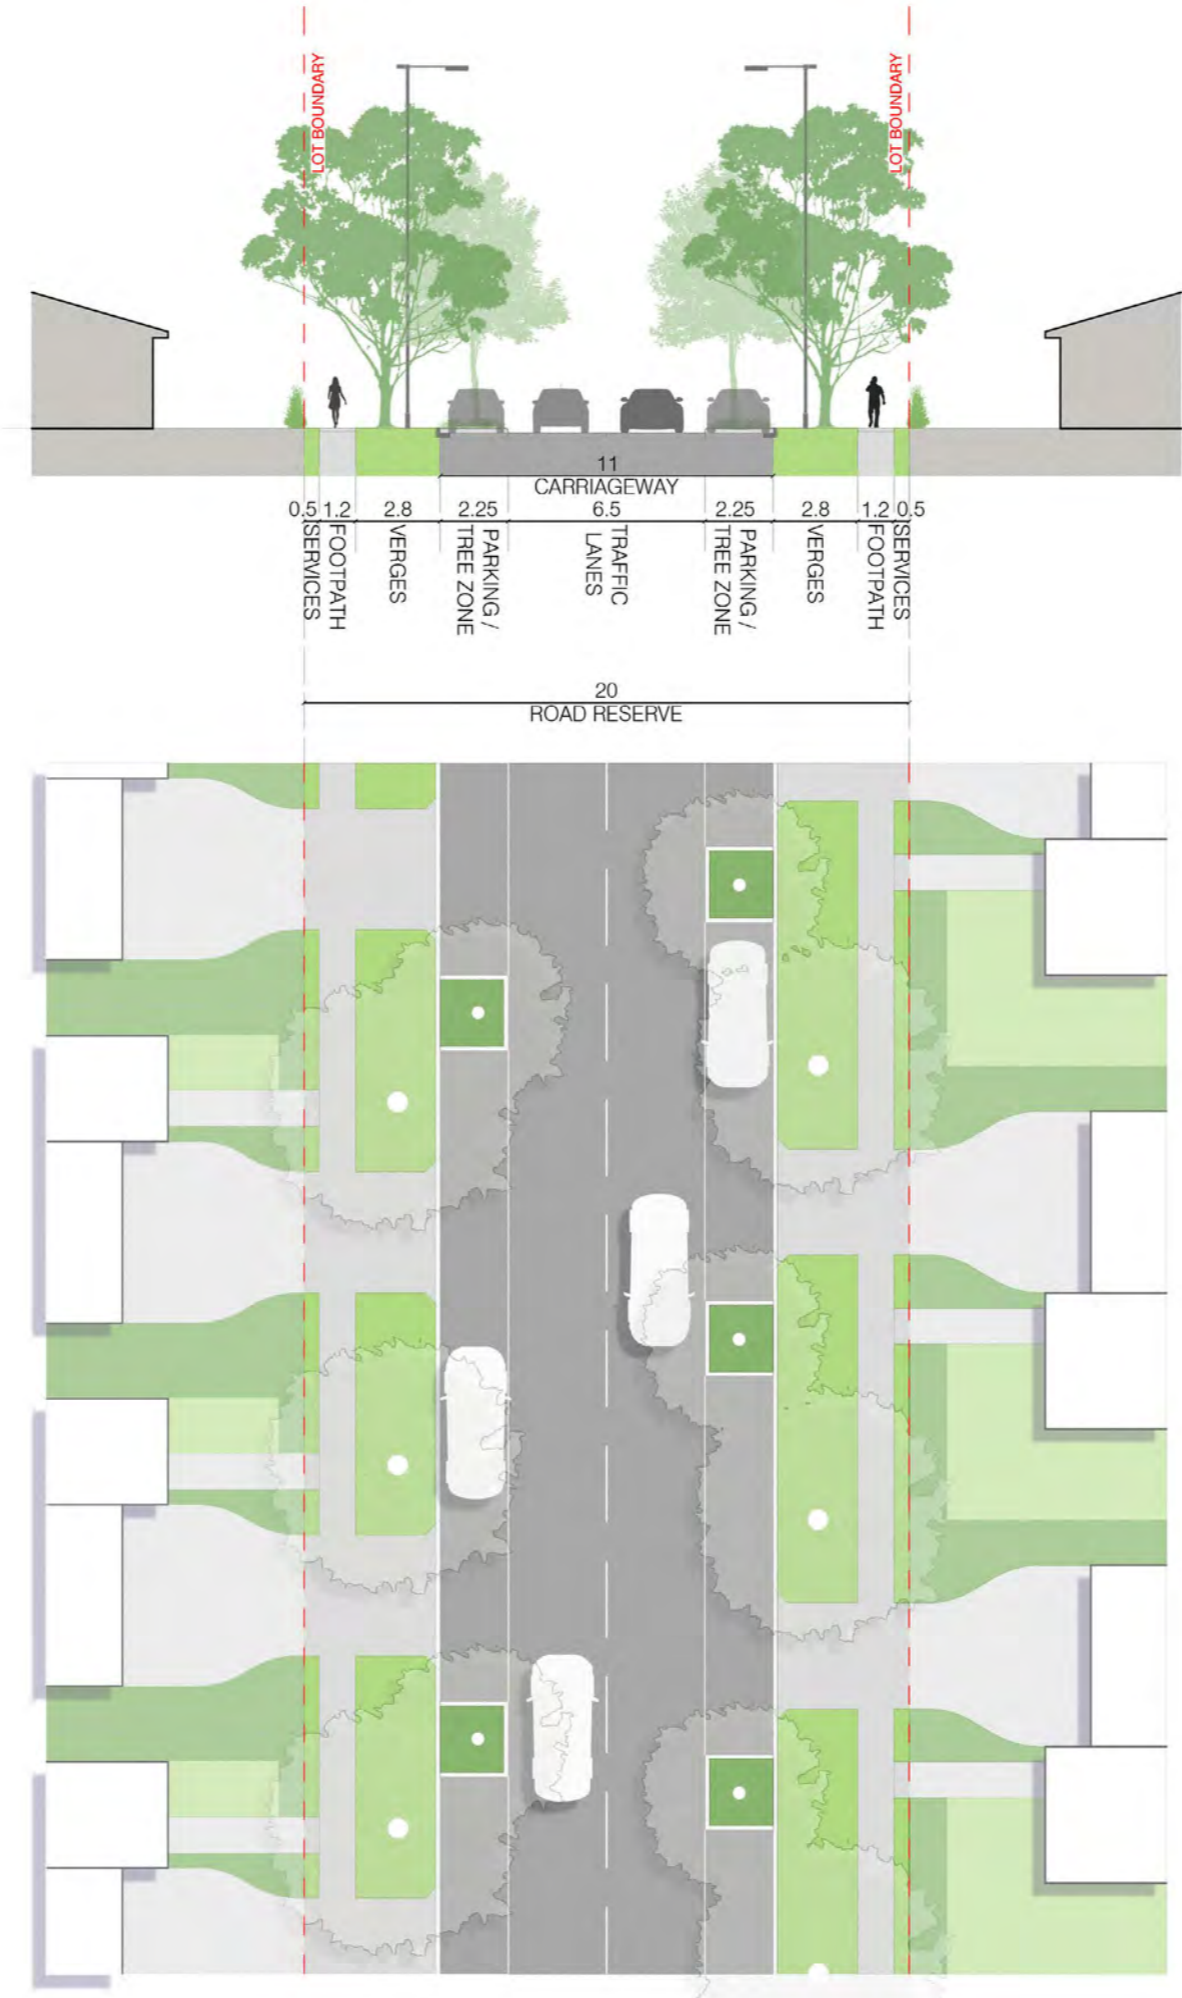 LOT BOUNDARY
LOT BOUNDARY
11
CARRIAGEWAY
0.5 1.2 2.8 2.25 6.5 2.25 2.8 1.2 0.5
SERVICES
FOOTPATH
VERGES
PARKING /
TREE ZONE
TRAFFIC
LANES
PARKING /
TREE ZONE
VERGES
FOOTPATH
SERVICES
20
ROAD RESERVE